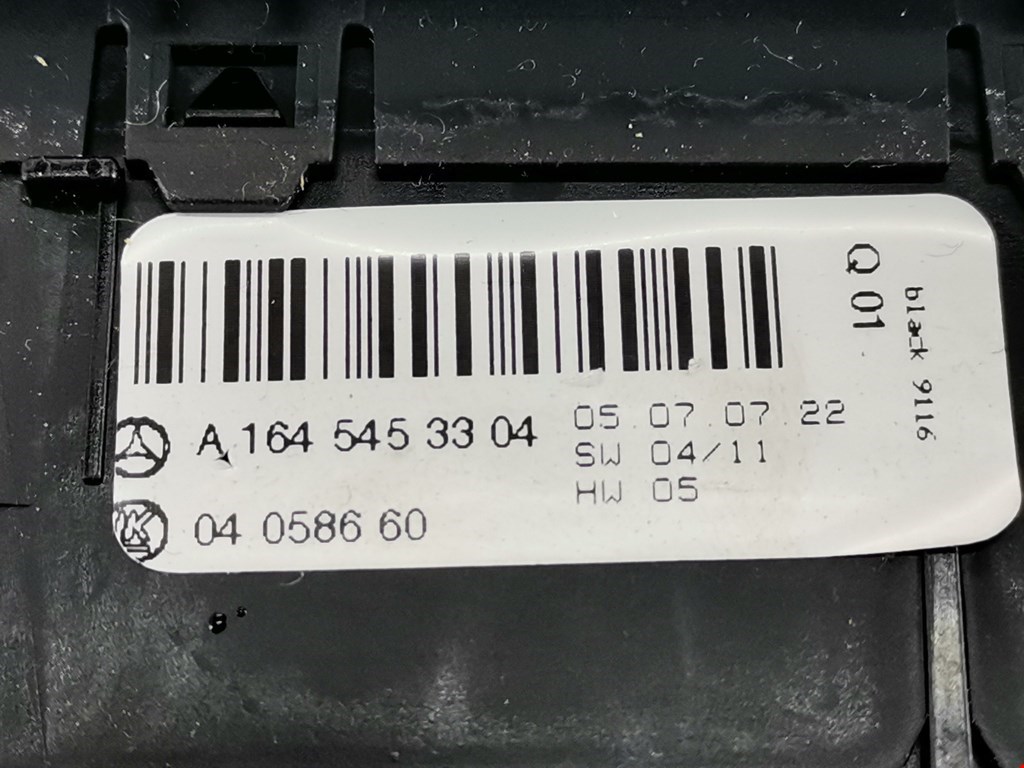 A 164 545 33 04
04 0586 60
05.07.07.22
SW 04/11
HW 05
Q 01
black 9116
K